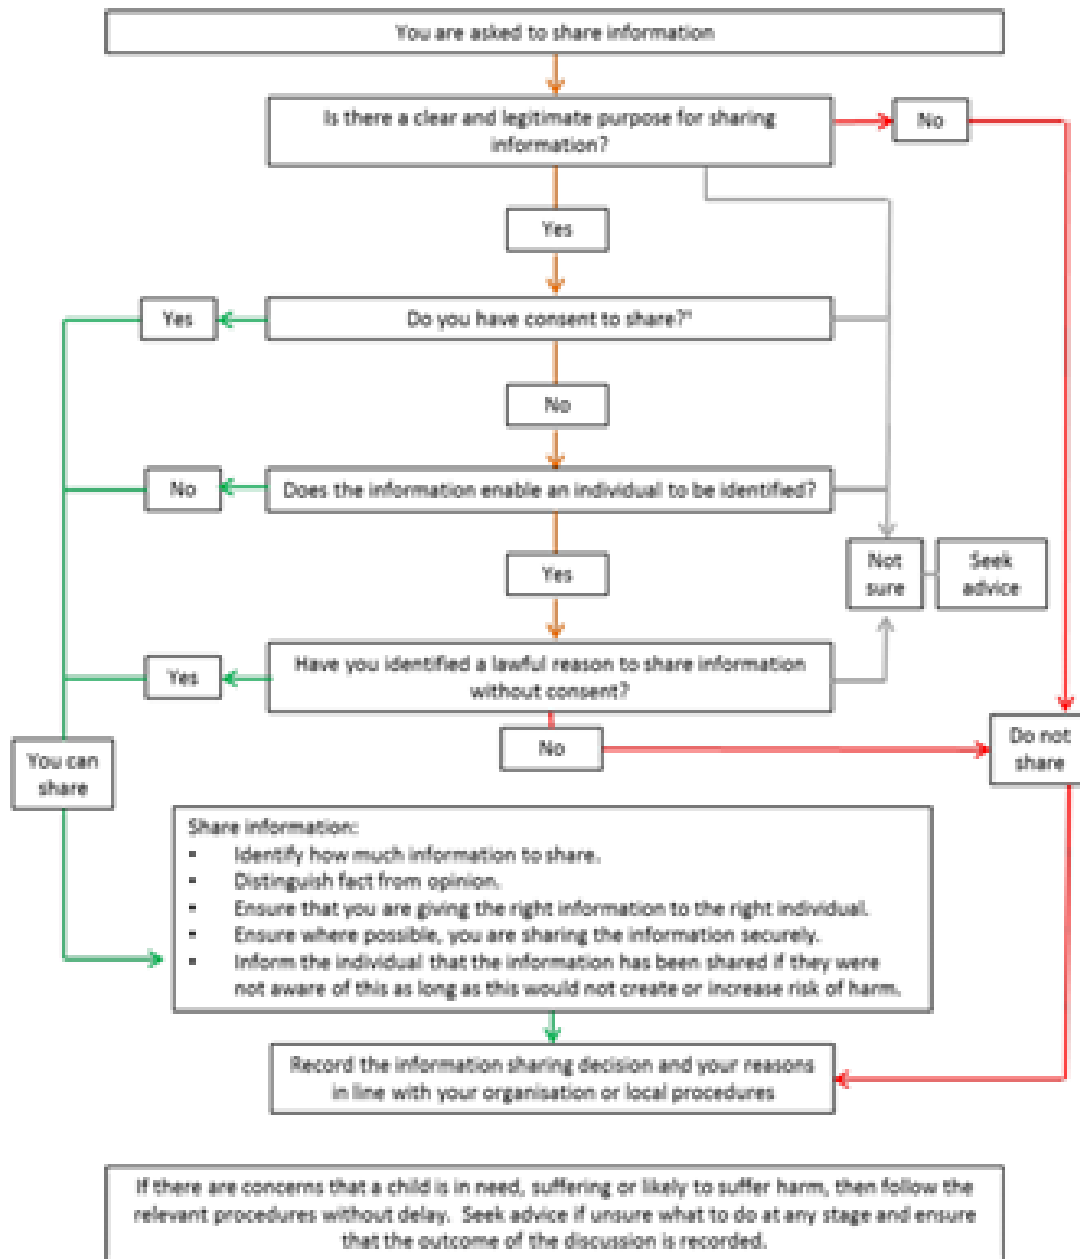 You are asked to share information
Is there a clear and legitimate purpose for sharing
information?
No
Yes
Yes
Do you have consent to share?"
No
No
Does the information enable an individual to be identified?
Yes
Not
sure
Seek
advice
Yes
Have you identified a lawful reason to share information
without consent?
No
You can
share
Do not
share
Share information:
▪ Identify how much information to share.
▪ Distinguish fact from opinion.
▪ Ensure that you are giving the right information to the right individual.
▪ Ensure where possible, you are sharing the information securely.
▪ Inform the individual that the information has been shared if they were
not aware of this as long as this would not create or increase risk of harm.
Record the information sharing decision and your reasons
in line with your organisation or local procedures
If there are concerns that a child is in need, suffering or likely to suffer harm, then follow the
relevant procedures without delay. Seek advice if unsure what to do at any stage and ensure
that the outcome of the discussion is recorded.